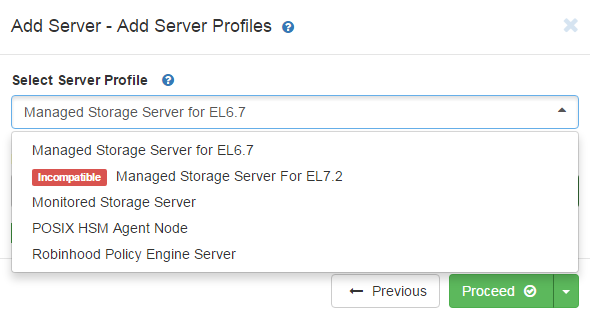 Add Server - Add Server Profiles ?
Select Server Profile ?
Managed Storage Server for EL6.7
Managed Storage Server for EL6.7
Incompatible Managed Storage Server For EL7.2
Monitored Storage Server
POSIX HSM Agent Node
Robinhood Policy Engine Server
Previous Proceed